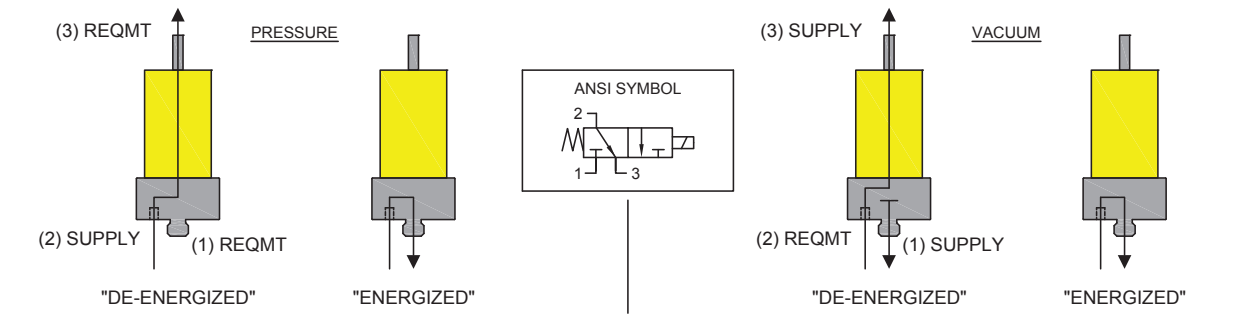 (3) REQMT
PRESSURE
(2) SUPPLY
(1) REQMT
"DE-ENERGIZED"
"ENERGIZED"
ANSI SYMBOL
2
1
3
(3) SUPPLY
VACUUM
(2) REQMT
(1) SUPPLY
"DE-ENERGIZED"
"ENERGIZED"